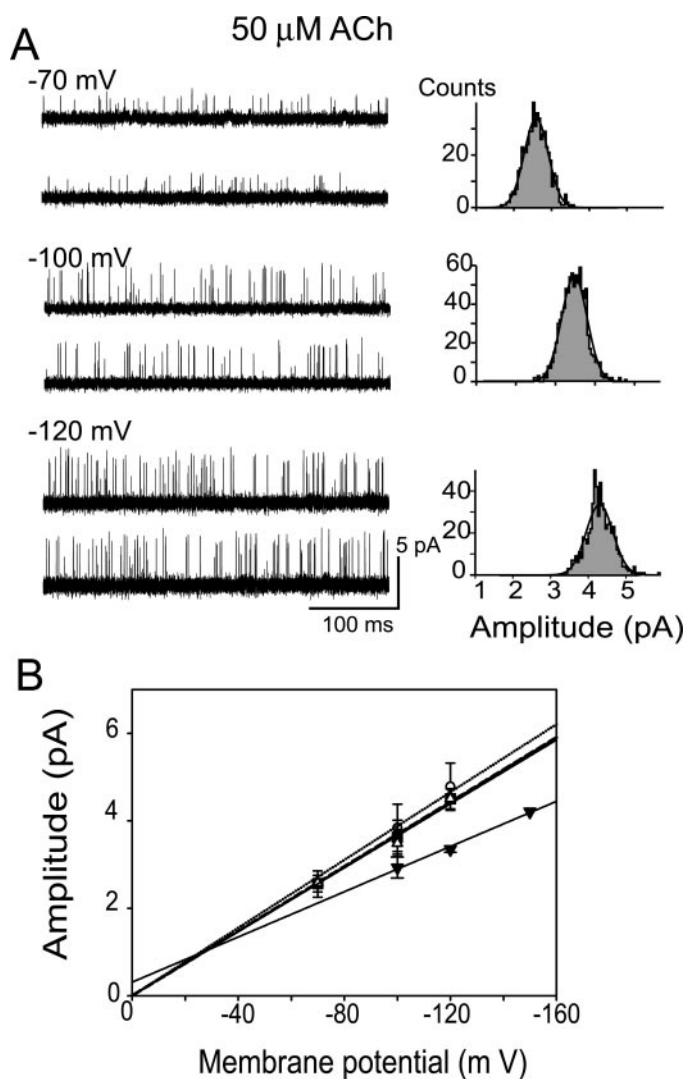 50 µM ACh
A
-70 mV
Counts
20
0
-100 mV
60
40
20
0
-120 mV
40
20
0
5 pA
100 ms
1 2 3 4 5
Amplitude (pA)
B
Amplitude (pA)
6
4
2
0
0 -40 -80 -120 -160
Membrane potential (m V)